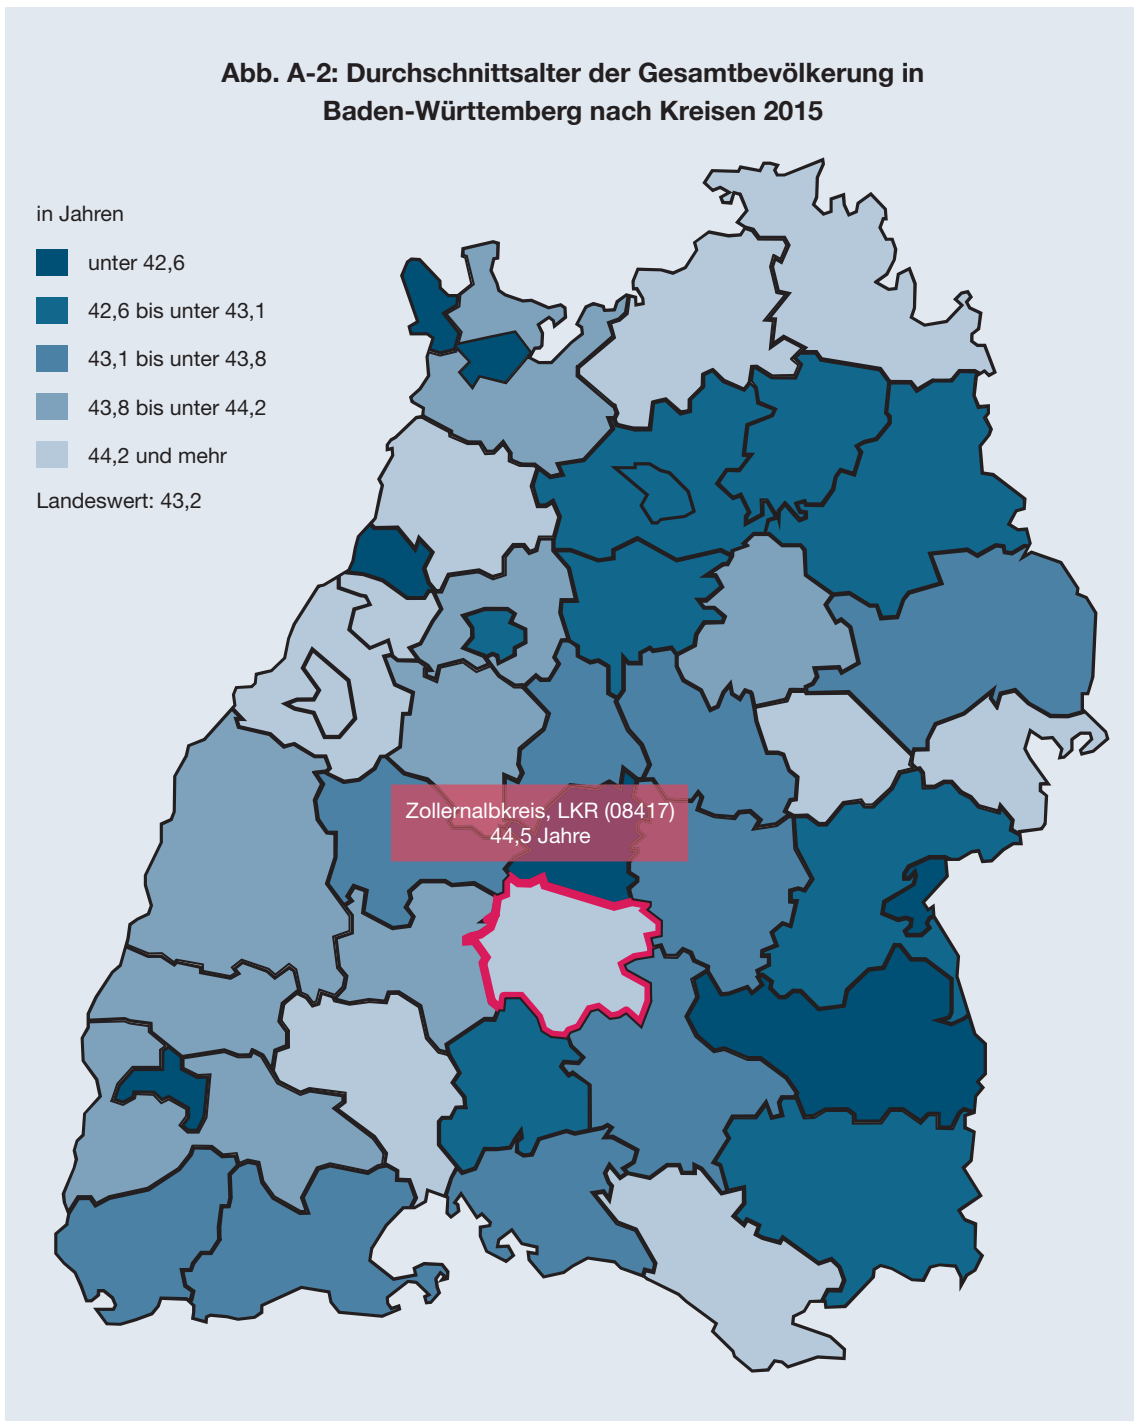 Abb. A-2: Durchschnittsalter der Gesamtbevölkerung in
Baden-Württemberg nach Kreisen 2015
in Jahren
unter 42,6
42,6 bis unter 43,1
43,1 bis unter 43,8
43,8 bis unter 44,2
44,2 und mehr
Landeswert: 43,2
Zollernalbkreis, LKR (08417)
44,5 Jahre